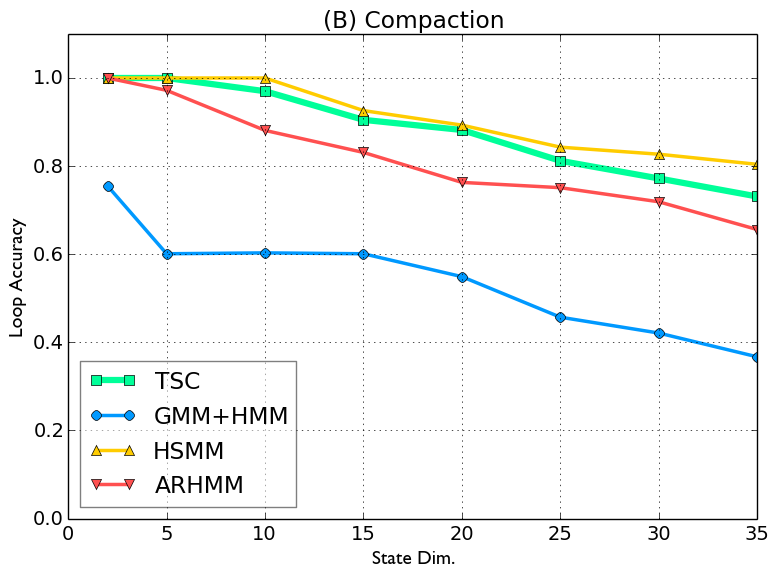 (B) Compaction
Loop Accuracy
1.0
0.8
0.6
0.4
0.2
0.0
TSC
GMM+HMM
HSMM
ARHMM
0 5 10 15 20 25 30 35
State Dim.